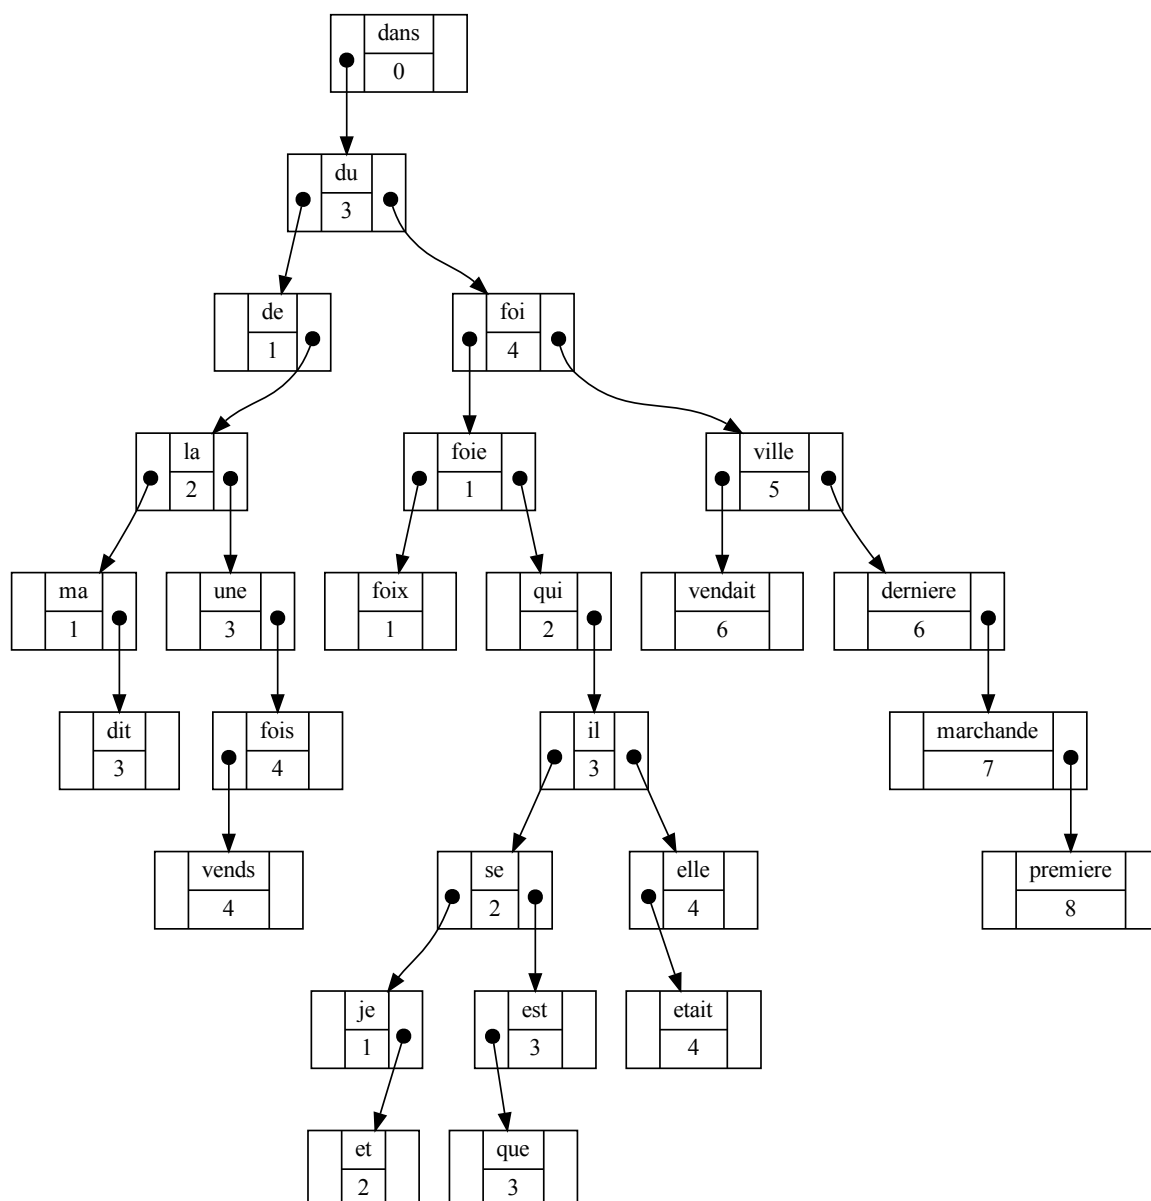 dans
0
du
3
de
1
foi
4
la
2
foie
1
ville
5
ma
1
une
3
foix
1
qui
2
vendait
6
derniere
6
dit
3
fois
4
il
3
marchande
7
vends
4
se
2
elle
4
premiere
8
je
1
est
3
etait
4
et
2
que
3